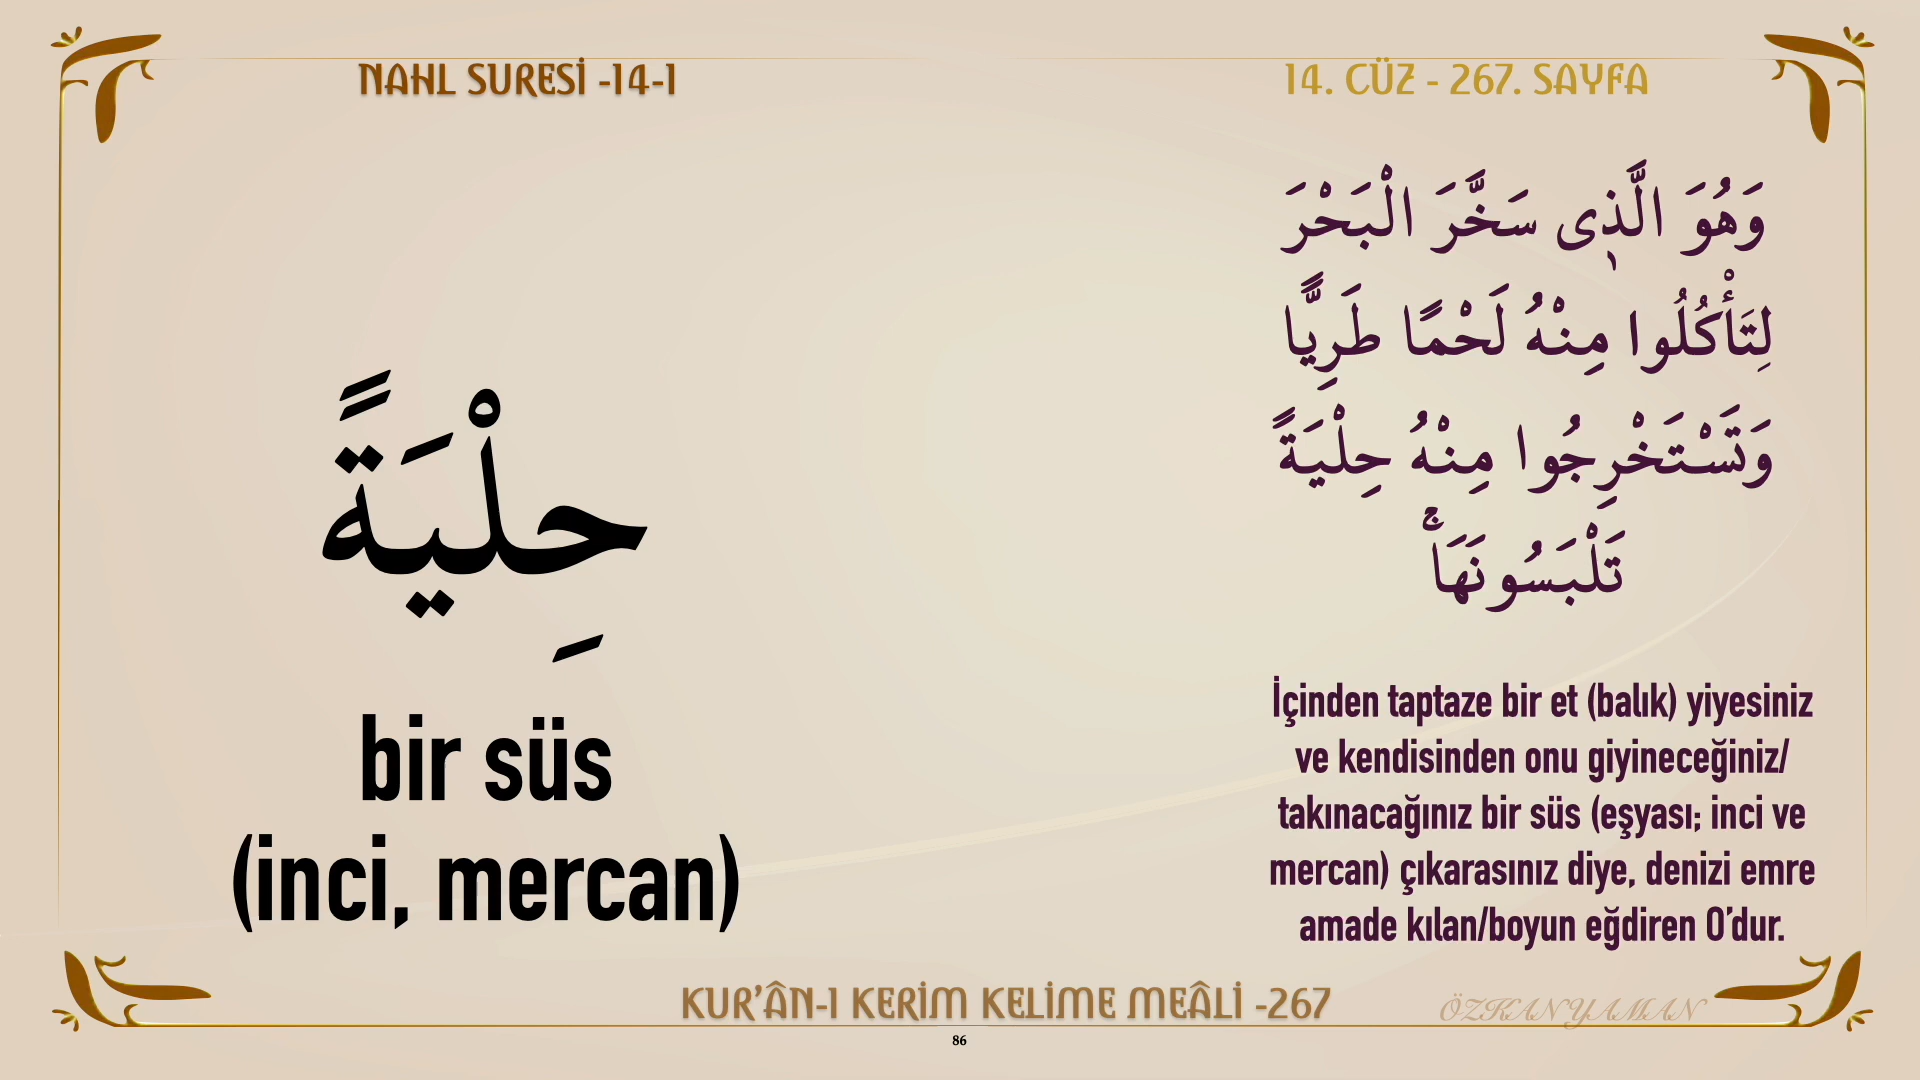 NAHL SURESİ -14-1
14. CÜZ - 267. SAYFA
حِلْيَةً
bir süs
(inci, mercan)
وَهُوَ الَّذ۪ى سَخَّرَ الْبَحْرَ
لِتَأْكُلُوا مِنْهُ لَحْمًا طَرِيًّا
وَتَسْتَخْرِجُوا مِنْهُ حِلْيَةً
تَلْبَسُونَهَاۚ
İçinden taptaze bir et (balık) yiyesiniz
ve kendisinden onu giyineceğiniz/
takınacağınız bir süs (eşyası; inci ve
mercan) çıkarasınız diye, denizi emre
amade kılan/boyun eğdiren O'dur.
KUR'ÂN-I KERİM KELİME MEÂLİ -267
ÖZKAN YAMAN
86